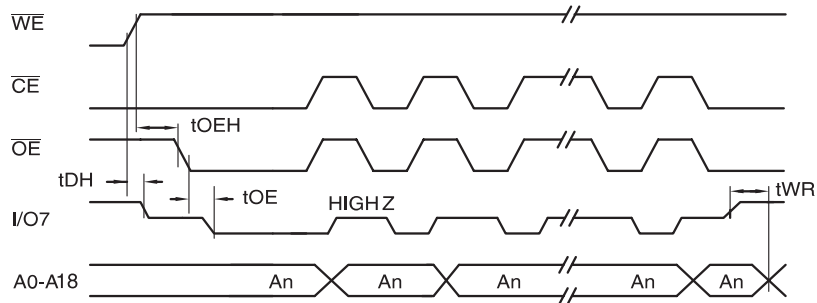 WE
CE
tOEH
OE
tDH
tOE
tWR
HIGH Z
I/O7
A0-A18 An An An An An